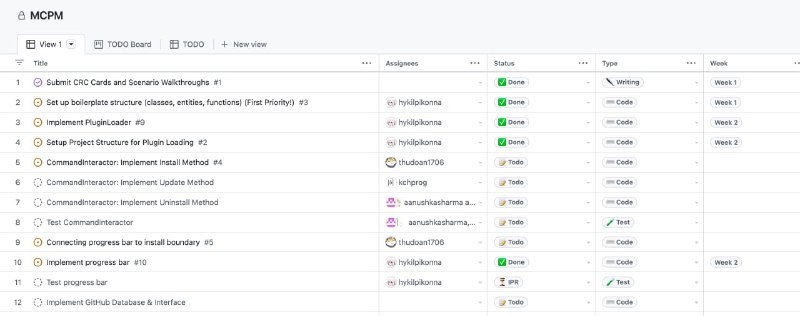 MCPM
View 1 TODO Board TODO + New view
Title Assignees Status Type Week
1 Submit CRC Cards and Scenario Walkthroughs #1 Done Writing Week 1
2 Set up boilerplate structure (classes, entities, functions) (First Priority!) #3 hykilpikonna Done Code Week 1
3 Implement PluginLoader #9 hykilpikonna Done Code Week 2
4 Setup Project Structure for Plugin Loading #2 hykilpikonna Done Code Week 2
5 CommandInteractor: Implement Install Method #4 thudoan1706 Todo Code
6 CommandInteractor: Implement Update Method kchprog Todo Code
7 CommandInteractor: Implement Uninstall Method aanushkasharma a... Todo Code
8 Test CommandInteractor aanushkasharma,... Todo Test
9 Connecting progress bar to install boundary #5 thudoan1706 Todo Code
10 Implement progress bar #10 hykilpikonna Done Code Week 2
11 Test progress bar hykilpikonna IPR Test
12 Implement GitHub Database & Interface Todo Code